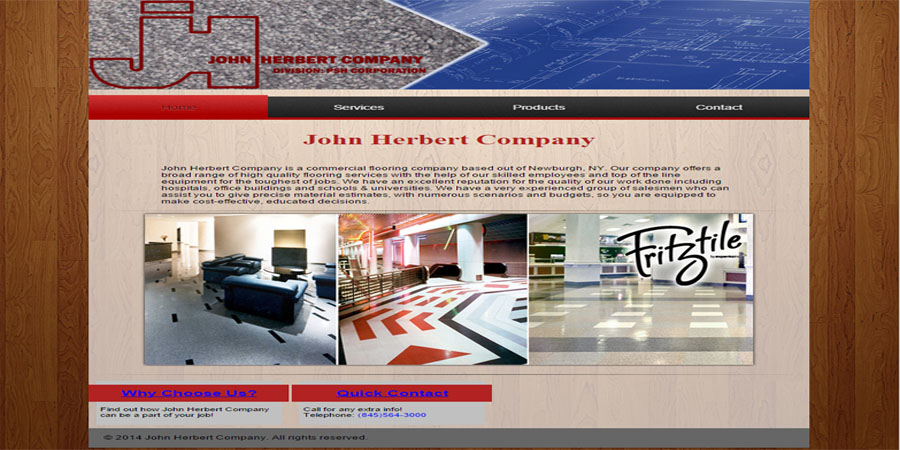 JH
JOHN HERBERT COMPANY
DIVISION: PSH CORPORATION
Home Services Products Contact
John Herbert Company
John Herbert Company is a commercial flooring company based out of Newburgh, NY. Our company offers a
broad range of high quality flooring services with the help of our skilled employees and top of the line
equipment for the toughest of jobs. We have an excellent reputation for the quality of our work done including
hospitals, office buildings and schools & universities. We have a very experienced group of salesmen who can
assist you to give precise material estimates, with numerous scenarios and budgets, so you are equipped to
make cost-effective, educated decisions.
Fritztile
Why Choose Us?
Find out how John Herbert Company
can be a part of your job!
Quick Contact
Call for any extra info!
Telephone: (845)564-3000
© 2014 John Herbert Company. All rights reserved.